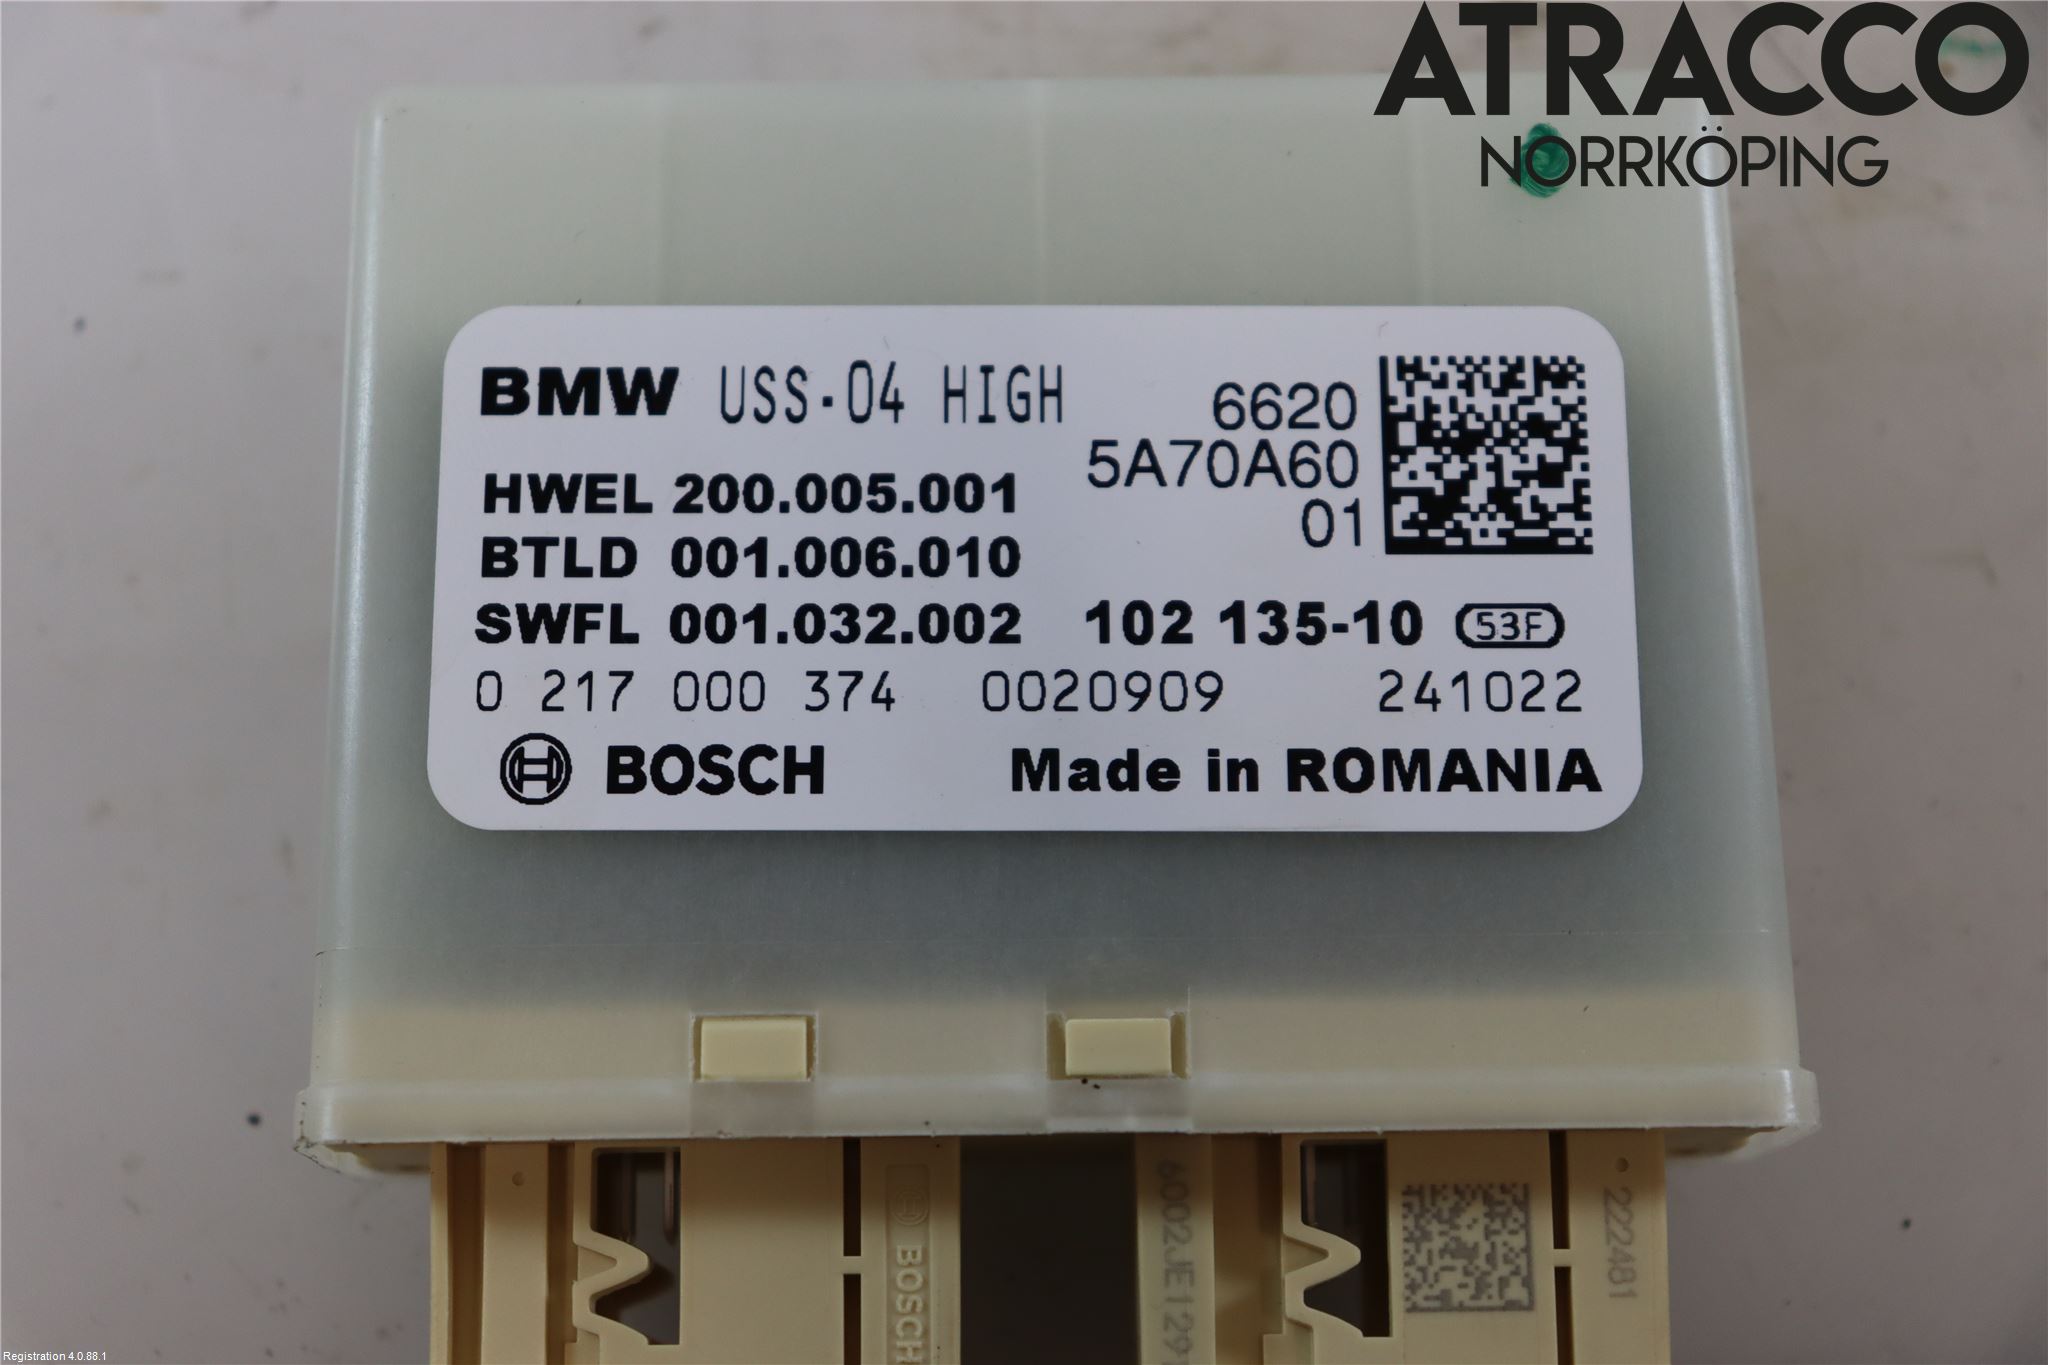 ATRACCO
NORRKÖPING
BMW USS-04 HIGH
6620
5A70A60
01
HWEL 200.005.001
BTLD 001.006.010
SWFL 001.032.002 102 135-10 53F
0 217 000 374 0020909 241022
BOSCH Made in ROMANIA
BOSCH
222481
Registration 4.0.88.1